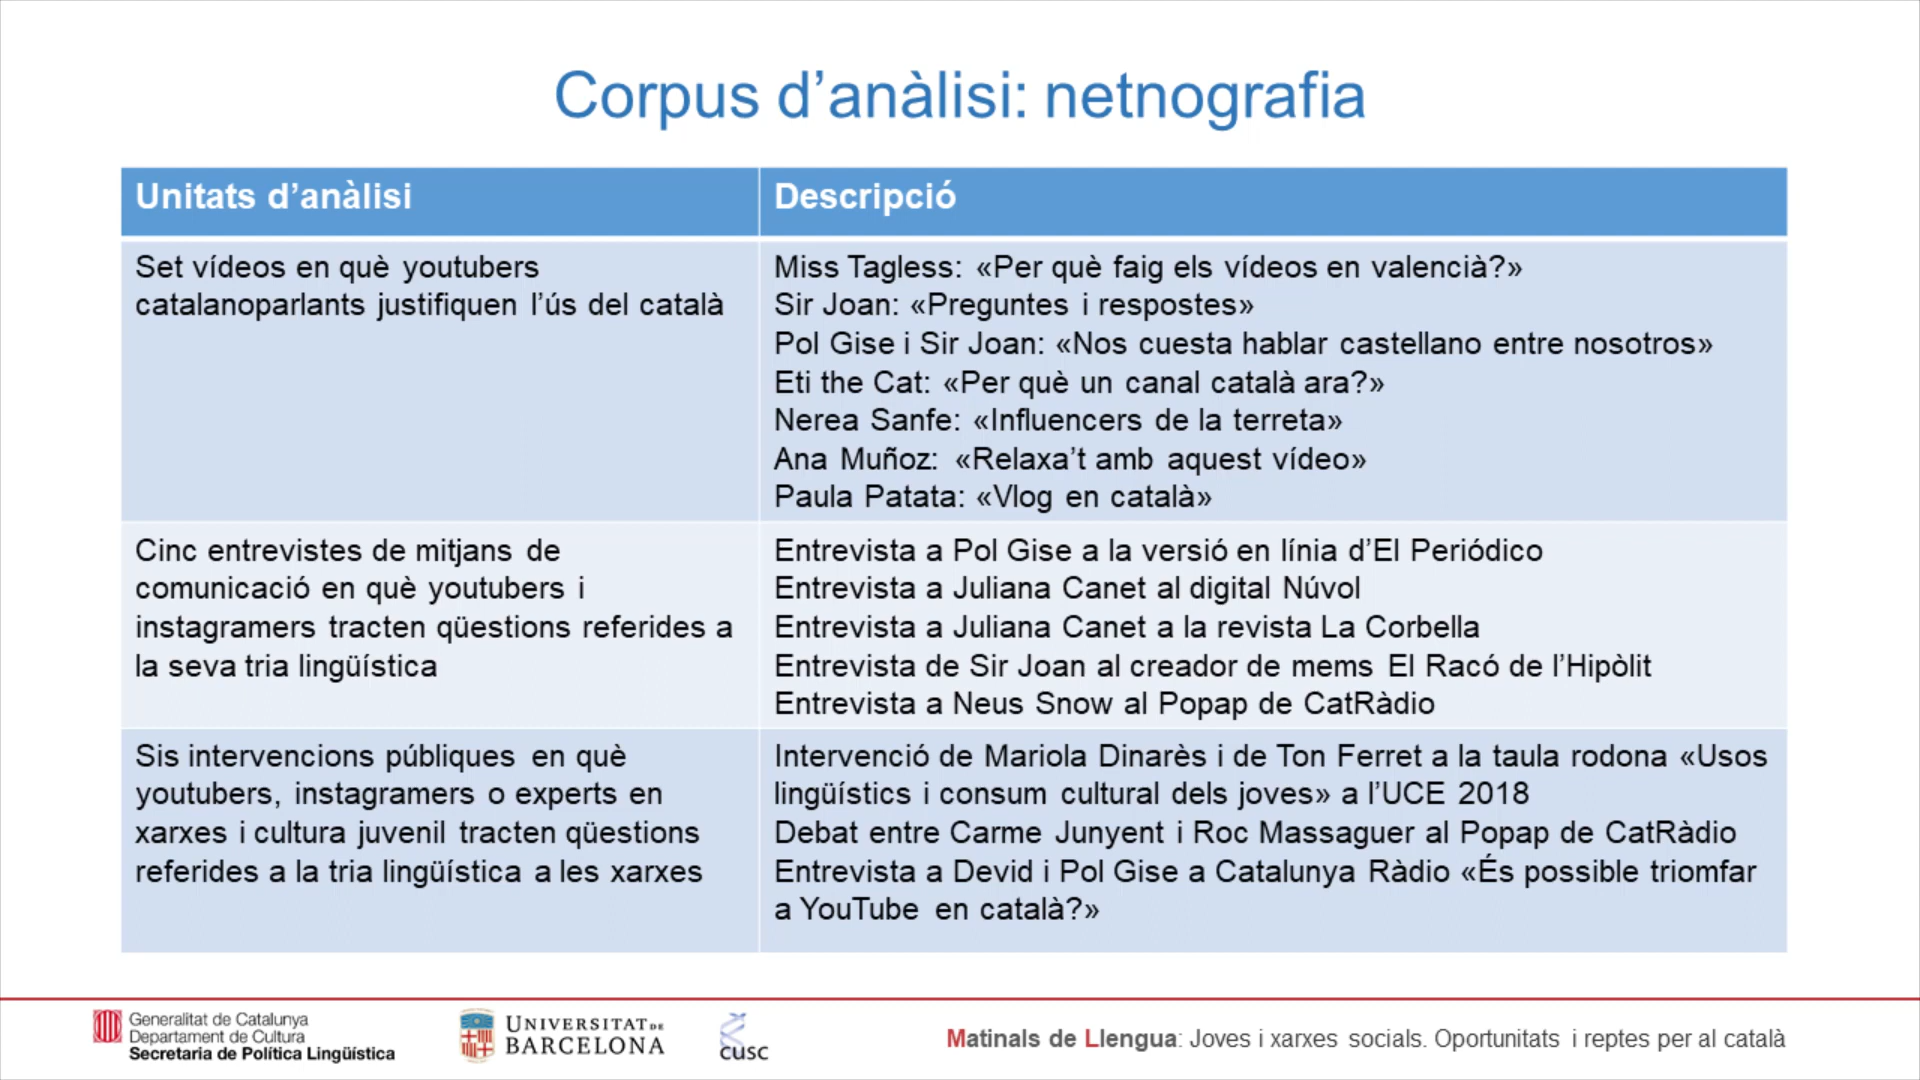 Corpus d’anàlisi: netnografia
Unitats d’anàlisi
Descripció
Set vídeos en què youtubers
catalanoparlants justifiquen l’ús del català
Miss Tagless: «Per què faig els vídeos en valencià?»
Sir Joan: «Preguntes i respostes»
Pol Gise i Sir Joan: «Nos cuesta hablar castellano entre nosotros»
Eti the Cat: «Per què un canal català ara?»
Nerea Sanfe: «Influencers de la terreta»
Ana Muñoz: «Relaxa’t amb aquest vídeo»
Paula Patata: «Vlog en català»
Cinc entrevistes de mitjans de
comunicació en què youtubers i
instagramers tracten qüestions referides a
la seva tria lingüística
Entrevista a Pol Gise a la versió en línia d’El Periódico
Entrevista a Juliana Canet al digital Núvol
Entrevista a Juliana Canet a la revista La Corbella
Entrevista de Sir Joan al creador de mems El Racó de l’Hipòlit
Entrevista a Neus Snow al Popap de CatRàdio
Sis intervencions públiques en què
youtubers, instagramers o experts en
xarxes i cultura juvenil tracten qüestions
referides a la tria lingüística a les xarxes
Intervenció de Mariola Dinarès i de Ton Ferret a la taula rodona «Usos
lingüístics i consum cultural dels joves» a l’UCE 2018
Debat entre Carme Junyent i Roc Massaguer al Popap de CatRàdio
Entrevista a Devid i Pol Gise a Catalunya Ràdio «És possible triomfar
a YouTube en català?»
Generalitat de Catalunya
Departament de Cultura
Secretaria de Política Lingüística
UNIVERSITAT DE
BARCELONA
cusc
Matinals de Llengua: Joves i xarxes socials. Oportunitats i reptes per al català